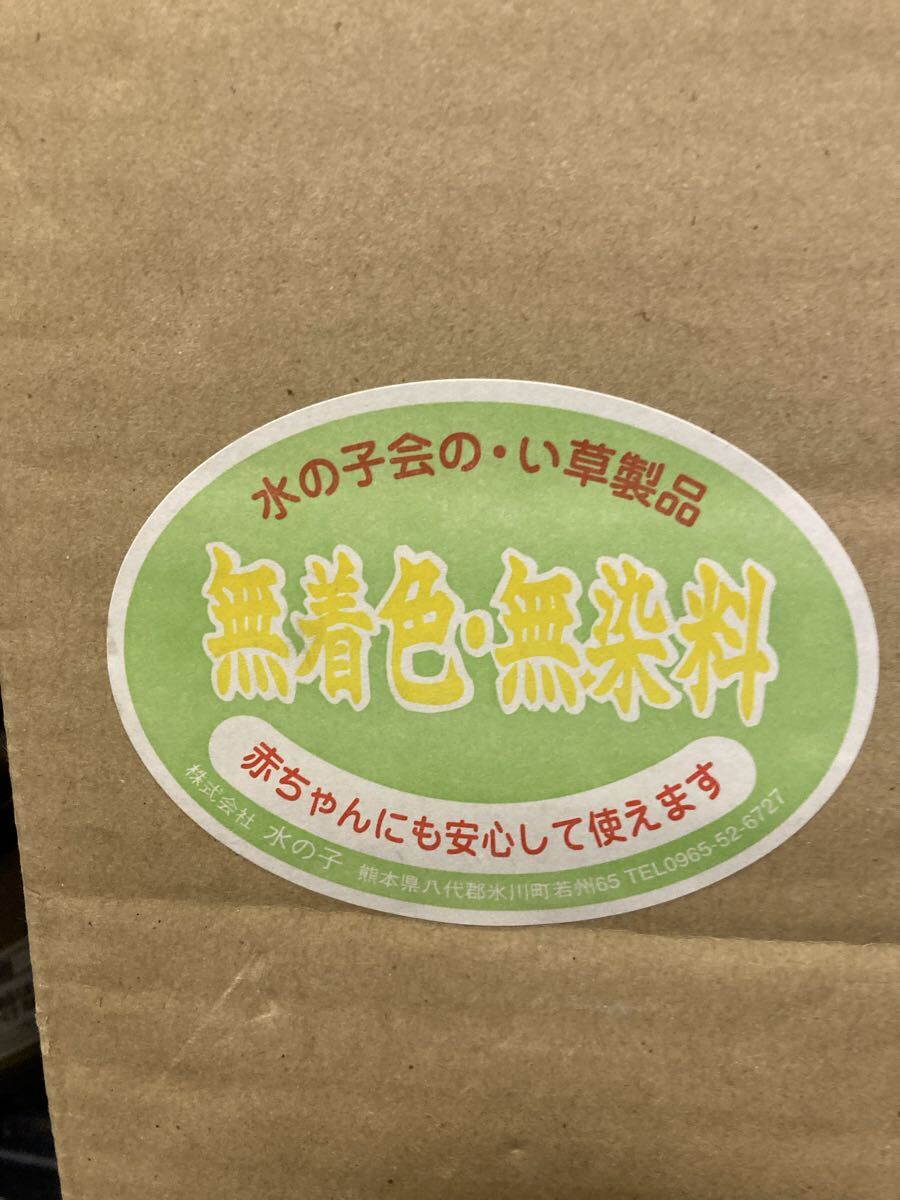 水の子会の・い草製品
無着色・無染料
赤ちゃんにも安心して使えます
株式会社 水の子 熊本県八代郡氷川町若州65 TEL0965-52-6727